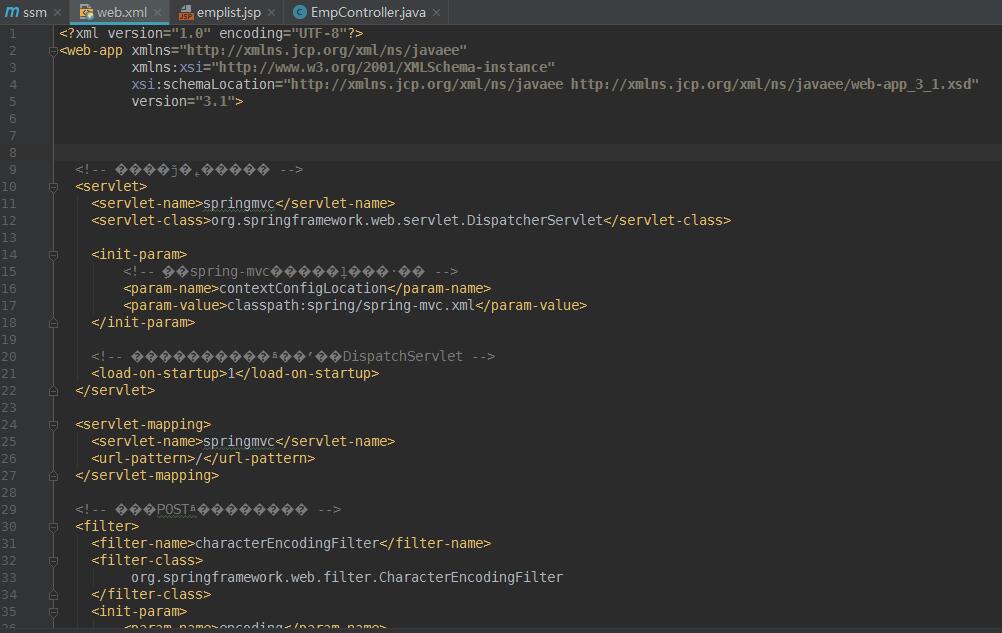 ssm × web.xml × emplist.jsp × EmpController.java ×
1 <?xml version="1.0" encoding="UTF-8"?>
2 <web-app xmlns="http://xmlns.jcp.org/xml/ns/javaee"
3 xmlns:xsi="http://www.w3.org/2001/XMLSchema-instance"
4 xsi:schemaLocation="http://xmlns.jcp.org/xml/ns/javaee http://xmlns.jcp.org/xml/ns/javaee/web-app_3_1.xsd"
5 version="3.1">
6
7
8
9 <!-- -->
10 <servlet>
11 <servlet-name>springmvc</servlet-name>
12 <servlet-class>org.springframework.web.servlet.DispatcherServlet</servlet-class>
13
14 <init-param>
15 <!-- spring-mvc -->
16 <param-name>contextConfigLocation</param-name>
17 <param-value>classpath:spring/spring-mvc.xml</param-value>
18 </init-param>
19
20 <!-- DispatchServlet -->
21 <load-on-startup>1</load-on-startup>
22 </servlet>
23
24 <servlet-mapping>
25 <servlet-name>springmvc</servlet-name>
26 <url-pattern>/</url-pattern>
27 </servlet-mapping>
28
29 <!-- POST -->
30 <filter>
31 <filter-name>characterEncodingFilter</filter-name>
32 <filter-class>
33 org.springframework.web.filter.CharacterEncodingFilter
34 </filter-class>
35 <init-param>
36 <param-name>encoding</param-name>